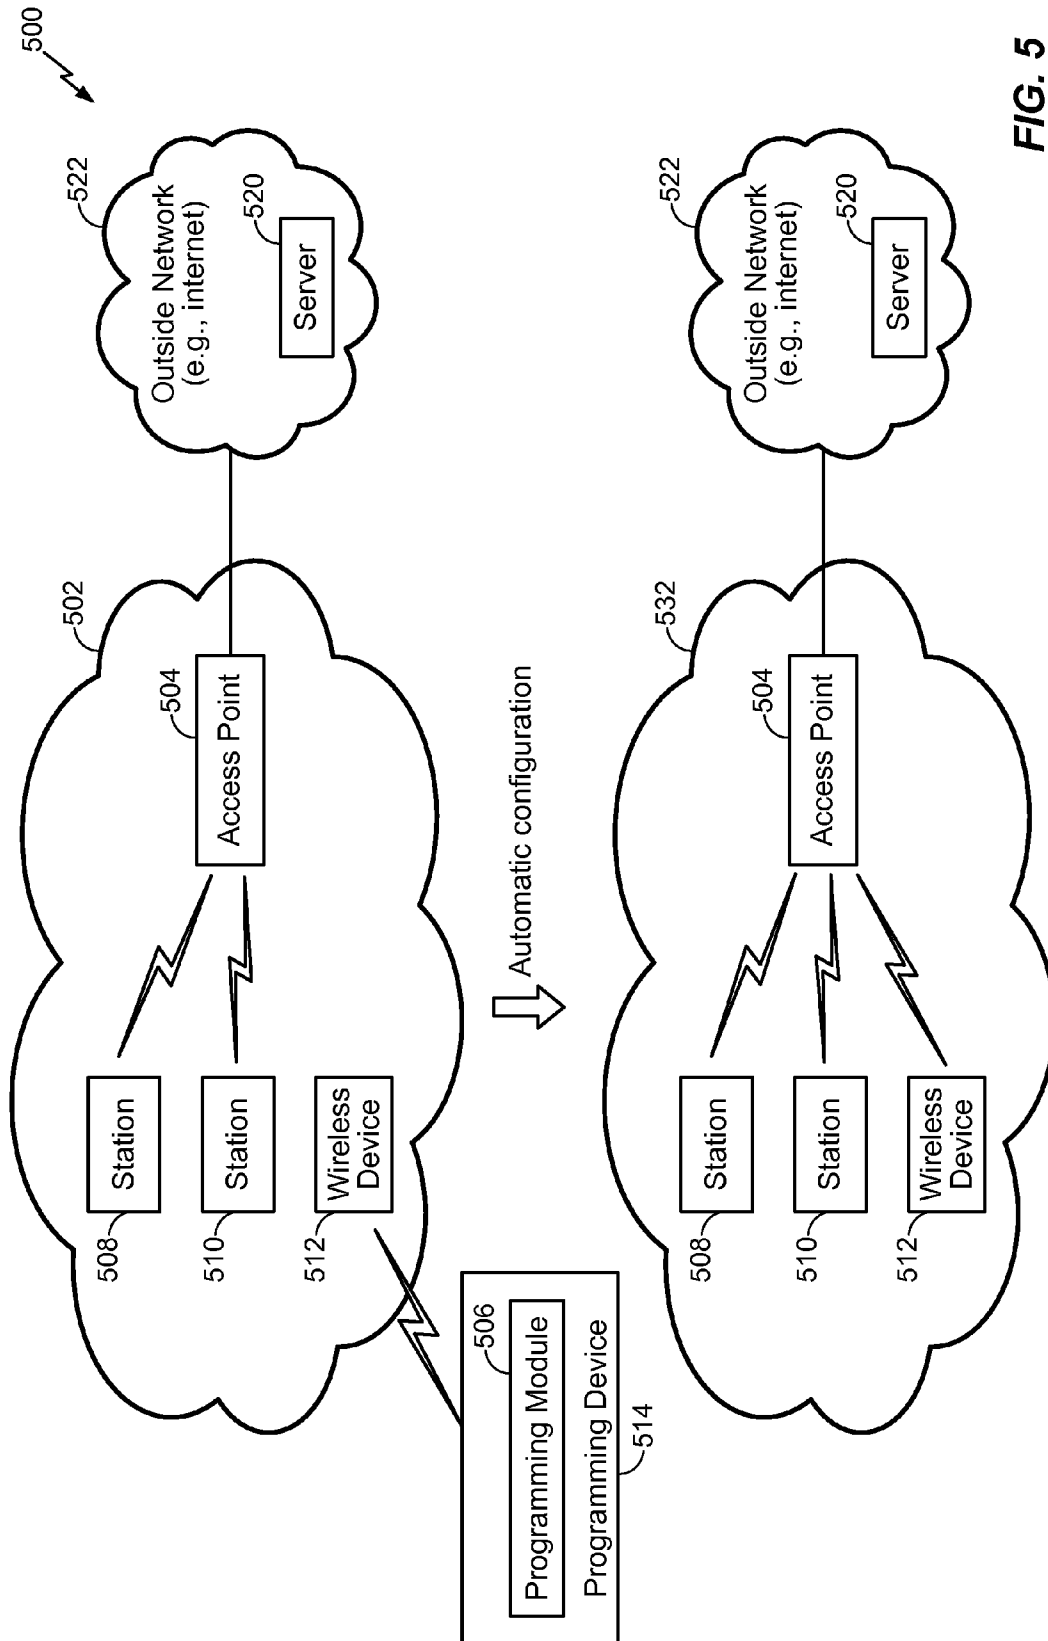 500
502
504
Access Point
508
Station
510
Station
512
Wireless
Device
506
Programming Module
Programming Device
514
522
Outside Network
(e.g., internet)
520
Server
Automatic configuration
532
504
Access Point
508
Station
510
Station
512
Wireless
Device
522
Outside Network
(e.g., internet)
520
Server
FIG. 5